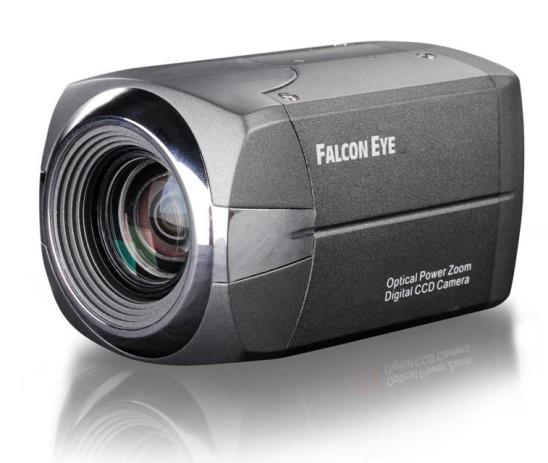 FALCON EYE
Optical Power Zoom
Digital CCD Camera